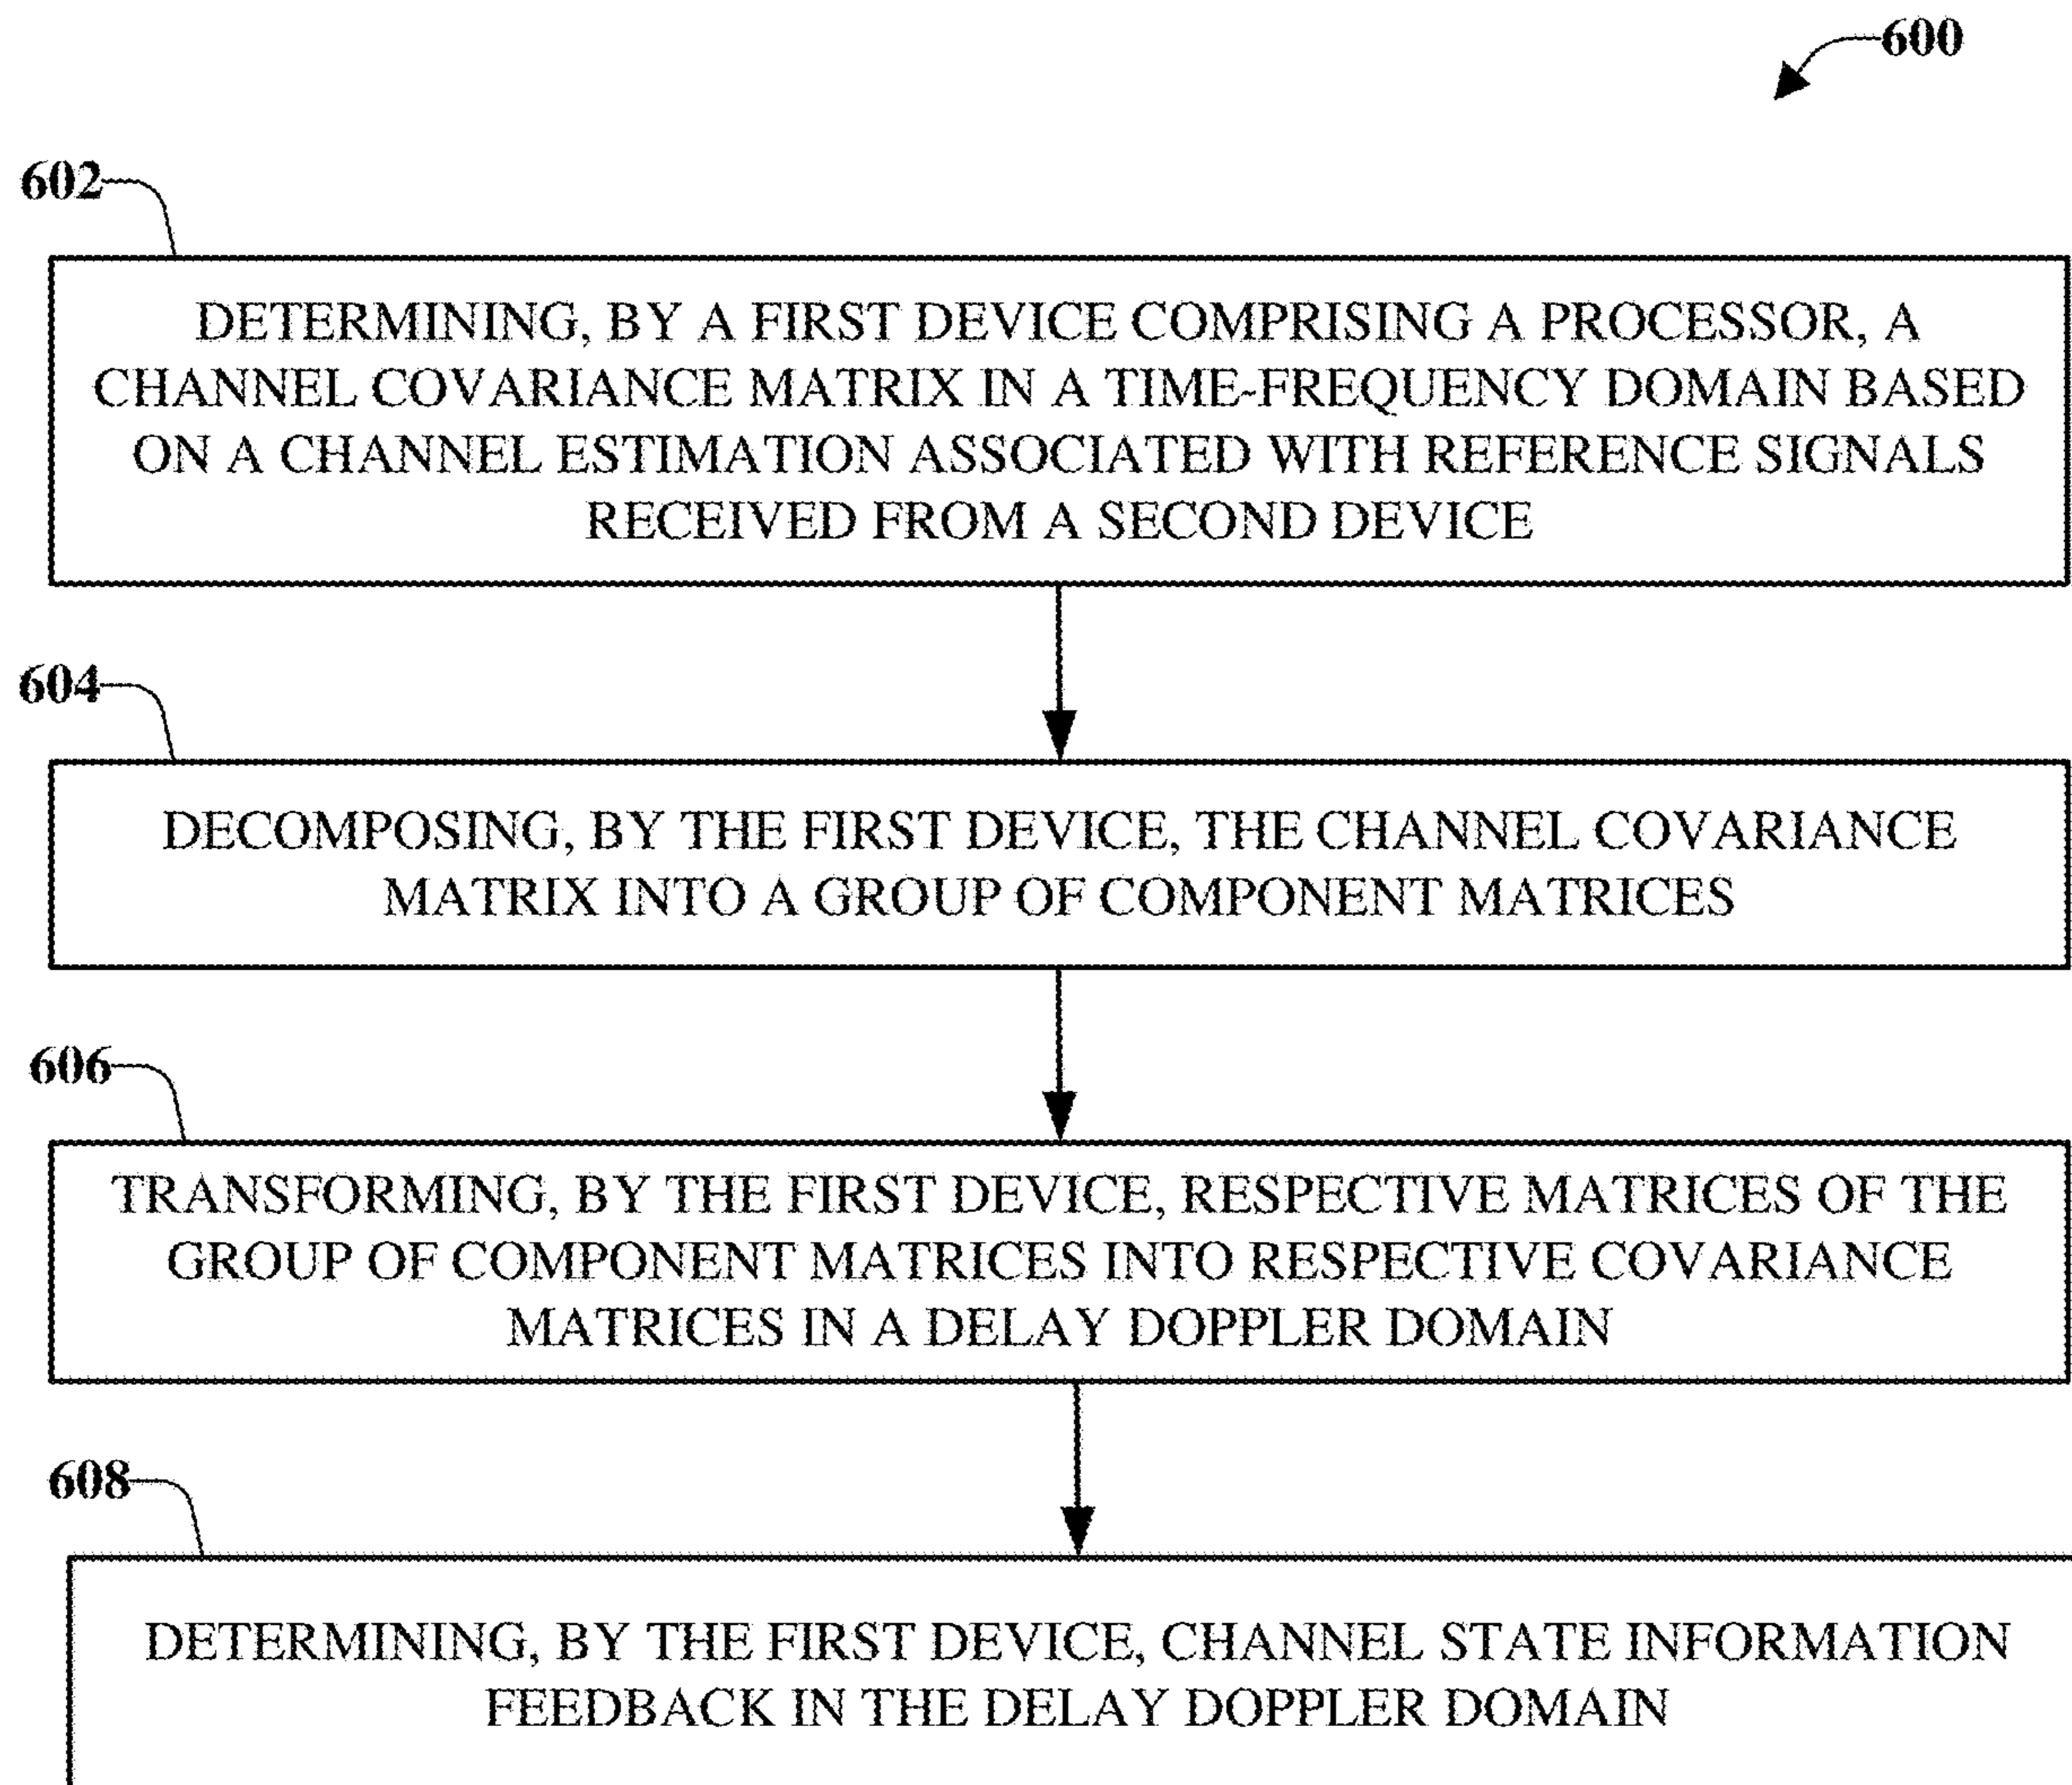 600
602
DETERMINING, BY A FIRST DEVICE COMPRISING A PROCESSOR, A
CHANNEL COVARIANCE MATRIX IN A TIME-FREQUENCY DOMAIN BASED
ON A CHANNEL ESTIMATION ASSOCIATED WITH REFERENCE SIGNALS
RECEIVED FROM A SECOND DEVICE
604
DECOMPOSING, BY THE FIRST DEVICE, THE CHANNEL COVARIANCE
MATRIX INTO A GROUP OF COMPONENT MATRICES
606
TRANSFORMING, BY THE FIRST DEVICE, RESPECTIVE MATRICES OF THE
GROUP OF COMPONENT MATRICES INTO RESPECTIVE COVARIANCE
MATRICES IN A DELAY DOPPLER DOMAIN
608
DETERMINING, BY THE FIRST DEVICE, CHANNEL STATE INFORMATION
FEEDBACK IN THE DELAY DOPPLER DOMAIN